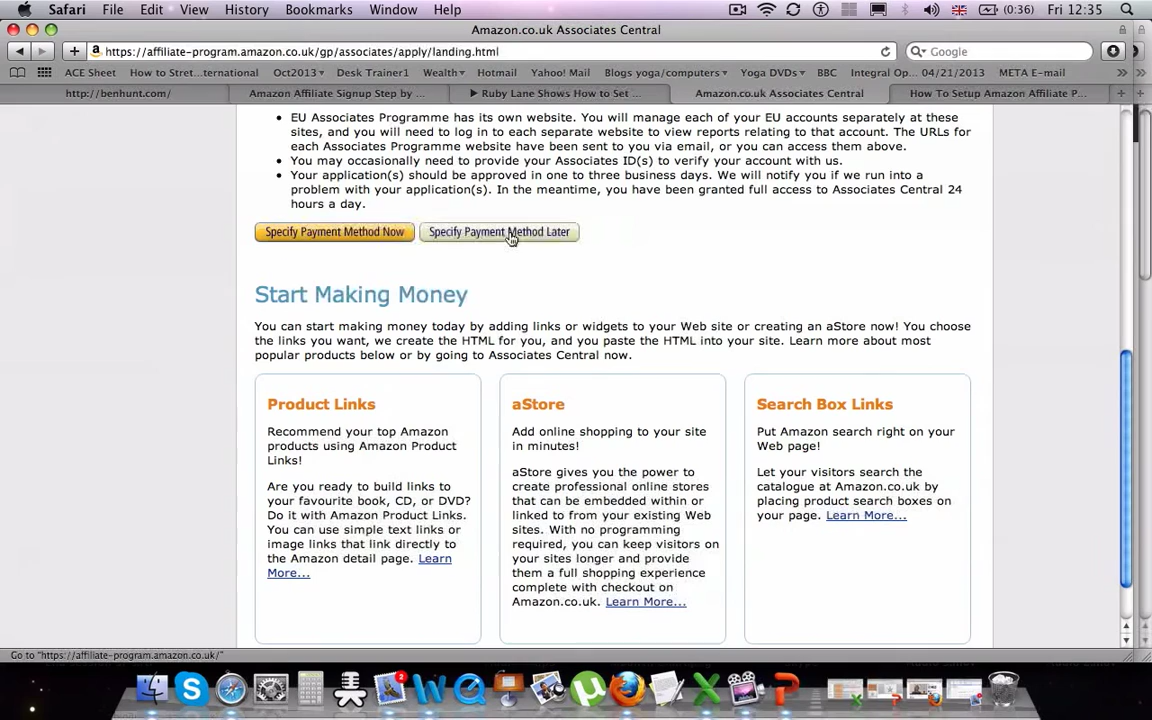 Safari File Edit View History Bookmarks Window Help (0:36) Fri 12:35
Amazon.co.uk Associates Central
https://affiliate-program.amazon.co.uk/gp/associates/apply/landing.html Google
ACE Sheet How to Stret...ternational Oct2013 Desk Trainer1 Wealth Hotmail Yahoo! Mail Blogs yoga/computers Yoga DVDs BBC Integral Op... 04/21/2013 META E-mail
http://benhunt.com/ Amazon Affiliate Signup Step by ... Ruby Lane Shows How to Set ... Amazon.co.uk Associates Central How To Setup Amazon Affiliate P...
• EU Associates Programme has its own website. You will manage each of your EU accounts separately at these
sites, and you will need to log in to each separate website to view reports relating to that account. The URLs for
each Associates Programme website have been sent to you via email, or you can access them above.
• You may occasionally need to provide your Associates ID(s) to verify your account with us.
• Your application(s) should be approved in one to three business days. We will notify you if we run into a
problem with your application(s). In the meantime, you have been granted full access to Associates Central 24
hours a day.
Specify Payment Method Now Specify Payment Method Later
Start Making Money
You can start making money today by adding links or widgets to your Web site or creating an aStore now! You choose
the links you want, we create the HTML for you, and you paste the HTML into your site. Learn more about most
popular products below or by going to Associates Central now.
Product Links
Recommend your top Amazon
products using Amazon Product
Links!
Are you ready to build links to
your favourite book, CD, or DVD?
Do it with Amazon Product Links.
You can use simple text links or
image links that link directly to
the Amazon detail page. Learn
More...
aStore
Add online shopping to your site
in minutes!
aStore gives you the power to
create professional online stores
that can be embedded within or
linked to from your existing Web
sites. With no programming
required, you can keep visitors on
your sites longer and provide
them a full shopping experience
complete with checkout on
Amazon.co.uk. Learn More...
Search Box Links
Put Amazon search right on your
Web page!
Let your visitors search the
catalogue at Amazon.co.uk by
placing product search boxes on
your page. Learn More...
Go to "https://affiliate-program.amazon.co.uk/"
2